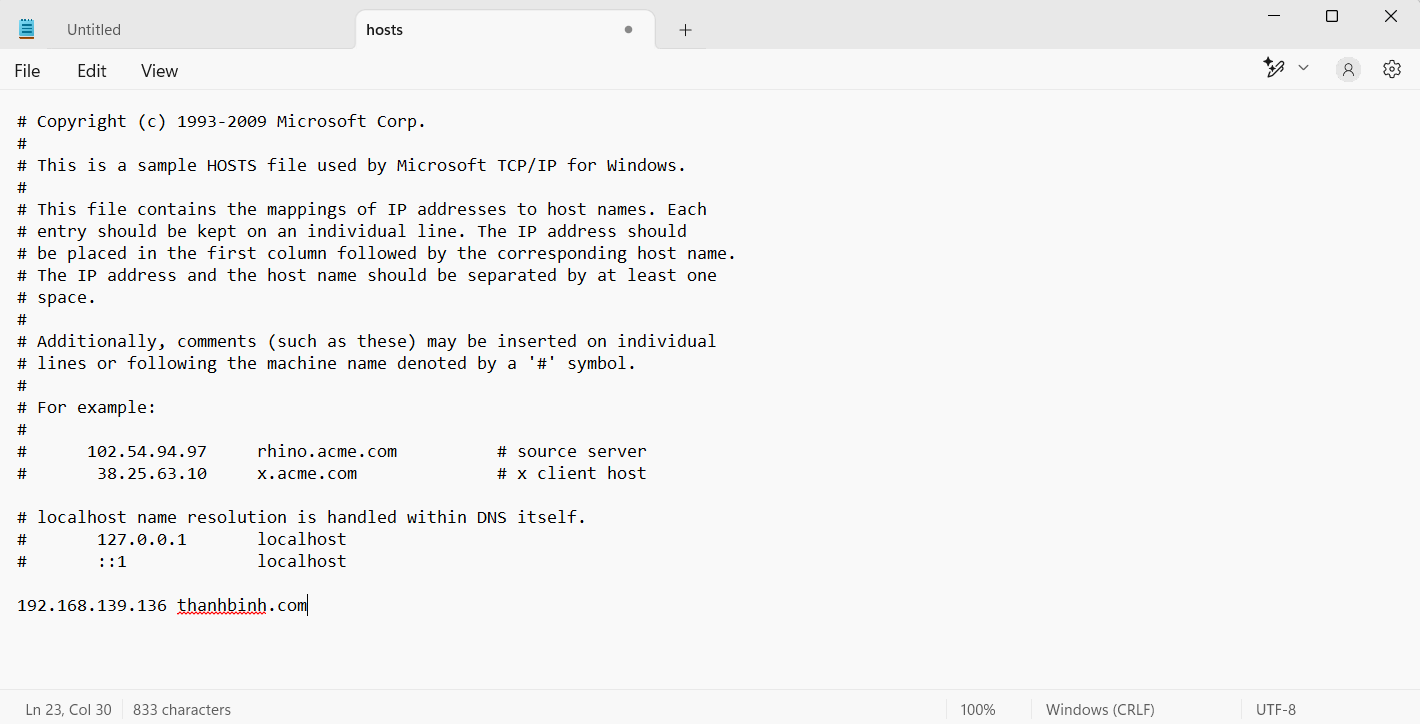 Untitled
hosts
File Edit View
# Copyright (c) 1993-2009 Microsoft Corp.
#
# This is a sample HOSTS file used by Microsoft TCP/IP for Windows.
#
# This file contains the mappings of IP addresses to host names. Each
# entry should be kept on an individual line. The IP address should
# be placed in the first column followed by the corresponding host name.
# The IP address and the host name should be separated by at least one
# space.
#
# Additionally, comments (such as these) may be inserted on individual
# lines or following the machine name denoted by a '#' symbol.
#
# For example:
#
#      102.54.94.97     rhino.acme.com          # source server
#       38.25.63.10     x.acme.com              # x client host

# localhost name resolution is handled within DNS itself.
#       127.0.0.1       localhost
#       ::1             localhost

192.168.139.136 thanhbinh.com
Ln 23, Col 30 833 characters 100% Windows (CRLF) UTF-8